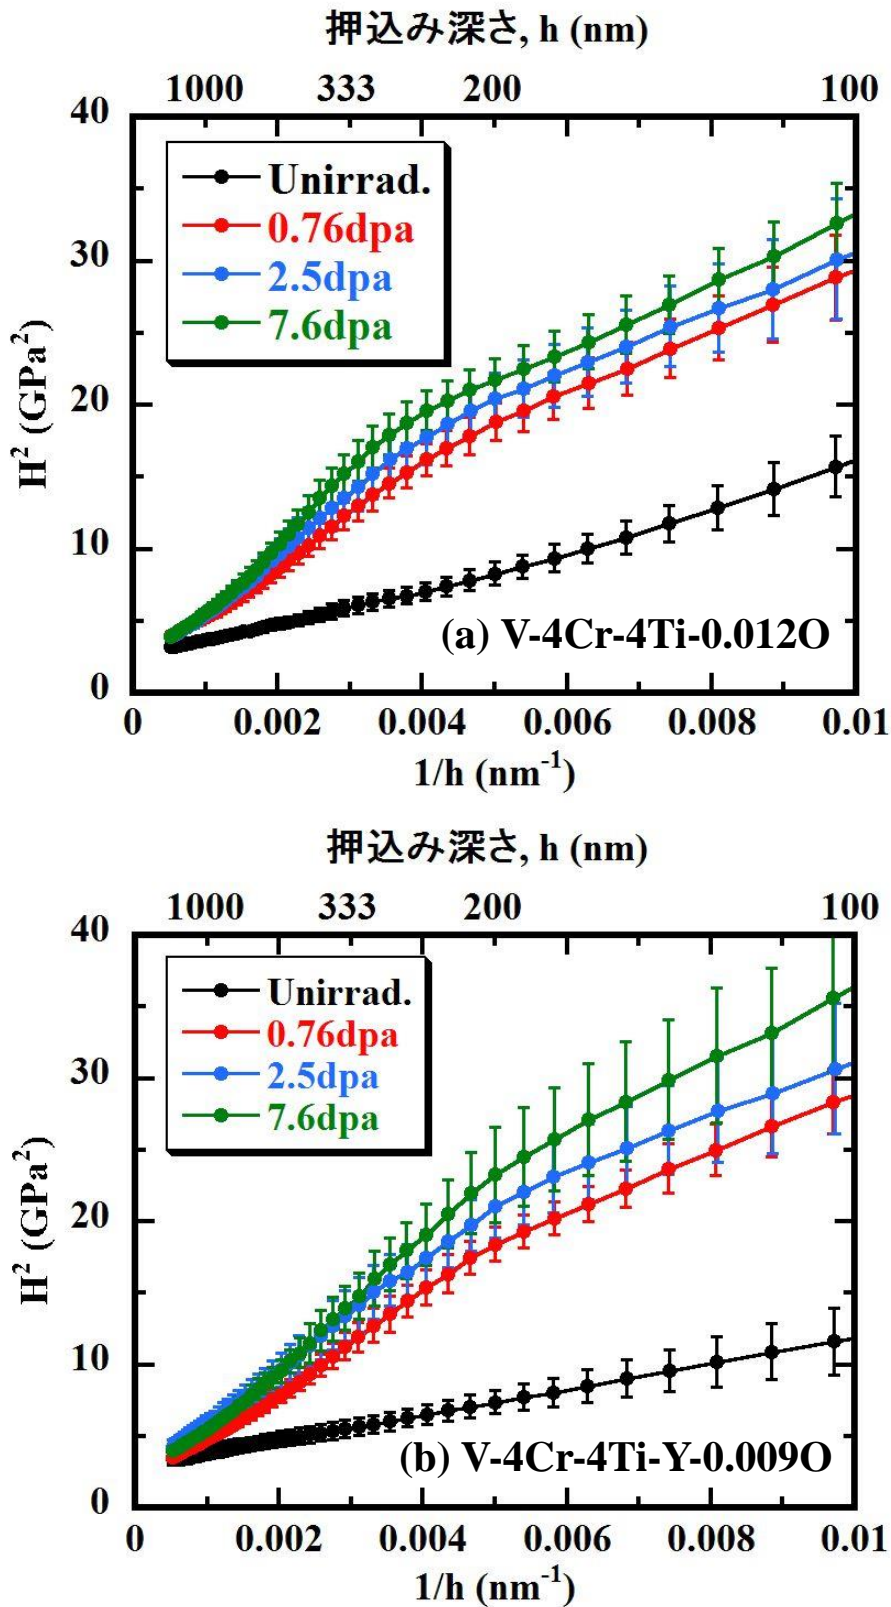 押込み深さ, h (nm)
1000 333 200 100
40
Unirrad.
0.76dpa
2.5dpa
7.6dpa
30
20
10
0
H² (GPa²)
(a) V-4Cr-4Ti-0.012O
0 0.002 0.004 0.006 0.008 0.01
1/h (nm⁻¹)
押込み深さ, h (nm)
1000 333 200 100
40
Unirrad.
0.76dpa
2.5dpa
7.6dpa
30
20
10
0
H² (GPa²)
(b) V-4Cr-4Ti-Y-0.009O
0 0.002 0.004 0.006 0.008 0.01
1/h (nm⁻¹)